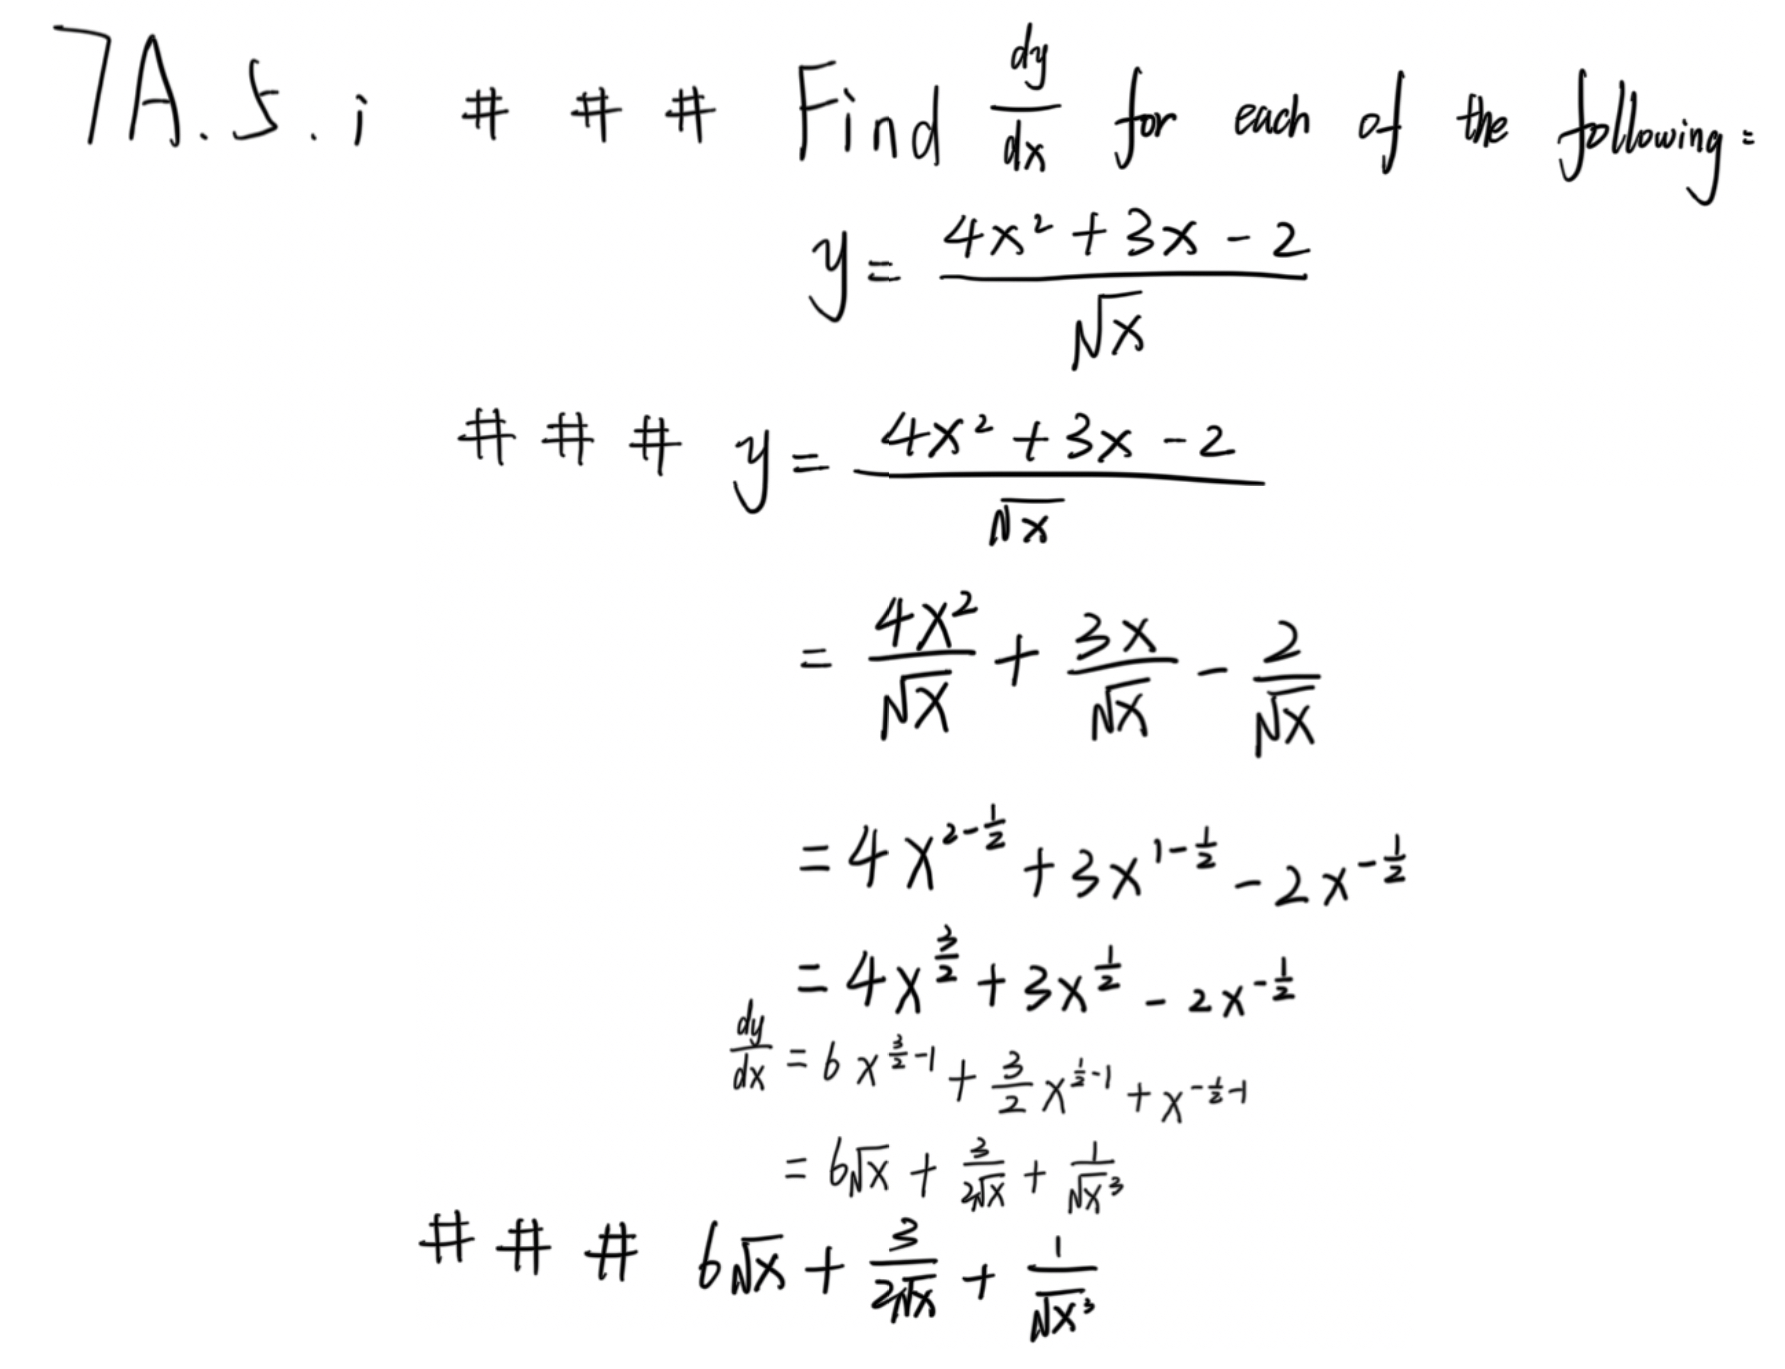 7A.5.i # # # Find \frac{dy}{dx} for each of the following:
y = \frac{4x^2 + 3x - 2}{\sqrt{x}}
# # # y = \frac{4x^2 + 3x - 2}{\sqrt{x}}
= \frac{4x^2}{\sqrt{x}} + \frac{3x}{\sqrt{x}} - \frac{2}{\sqrt{x}}
= 4x^{2-\frac{1}{2}} + 3x^{1-\frac{1}{2}} - 2x^{-\frac{1}{2}}
= 4x^{\frac{3}{2}} + 3x^{\frac{1}{2}} - 2x^{-\frac{1}{2}}
\frac{dy}{dx} = 6x^{\frac{3}{2}-1} + \frac{3}{2}x^{\frac{1}{2}-1} + x^{-\frac{1}{2}-1}
= 6\sqrt{x} + \frac{3}{2\sqrt{x}} + \frac{1}{\sqrt{x}^3}
# # # 6\sqrt{x} + \frac{3}{2\sqrt{x}} + \frac{1}{\sqrt{x^3}}